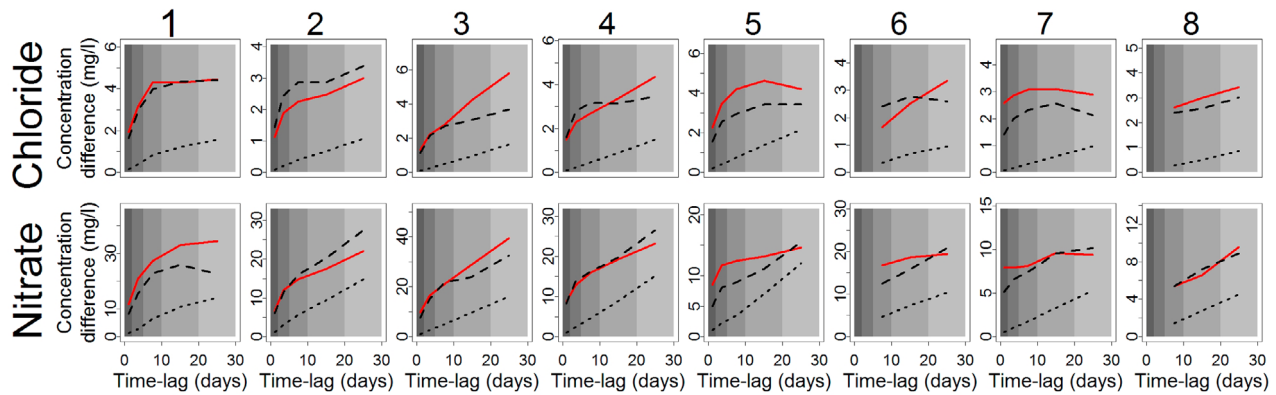 1 2 3 4 5 6 7 8
Chloride
Concentration
difference (mg/l)
0 2 4 6
0 1 2 3 4
0 2 4 6
0 2 4 6
0 2 4 6
0 1 2 3 4
0 1 2 3 4
0 1 2 3 4 5
Nitrate
Concentration
difference (mg/l)
0 10 30
0 10 20 30
0 20 40
0 10 20 30
0 5 10 15 20
0 10 20 30
0 5 10 15
0 4 8 12
0 10 20 30 0 10 20 30 0 10 20 30 0 10 20 30 0 10 20 30 0 10 20 30 0 10 20 30 0 10 20 30
Time-lag (days) Time-lag (days) Time-lag (days) Time-lag (days) Time-lag (days) Time-lag (days) Time-lag (days) Time-lag (days)